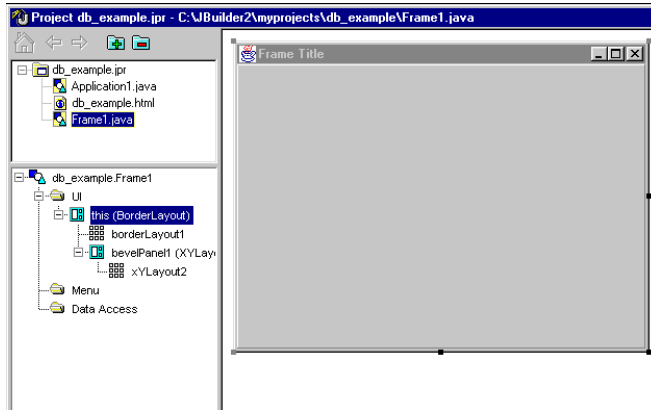 Project db_example.jpr - C:\JBuilder2\myprojects\db_example\Frame1.java
db_example.jpr
Application1.java
db_example.html
Frame1.java
db_example.Frame1
UI
this (BorderLayout)
borderLayout1
bevelPanel1 (XYLay
xYLayout2
Menu
Data Access
Frame Title